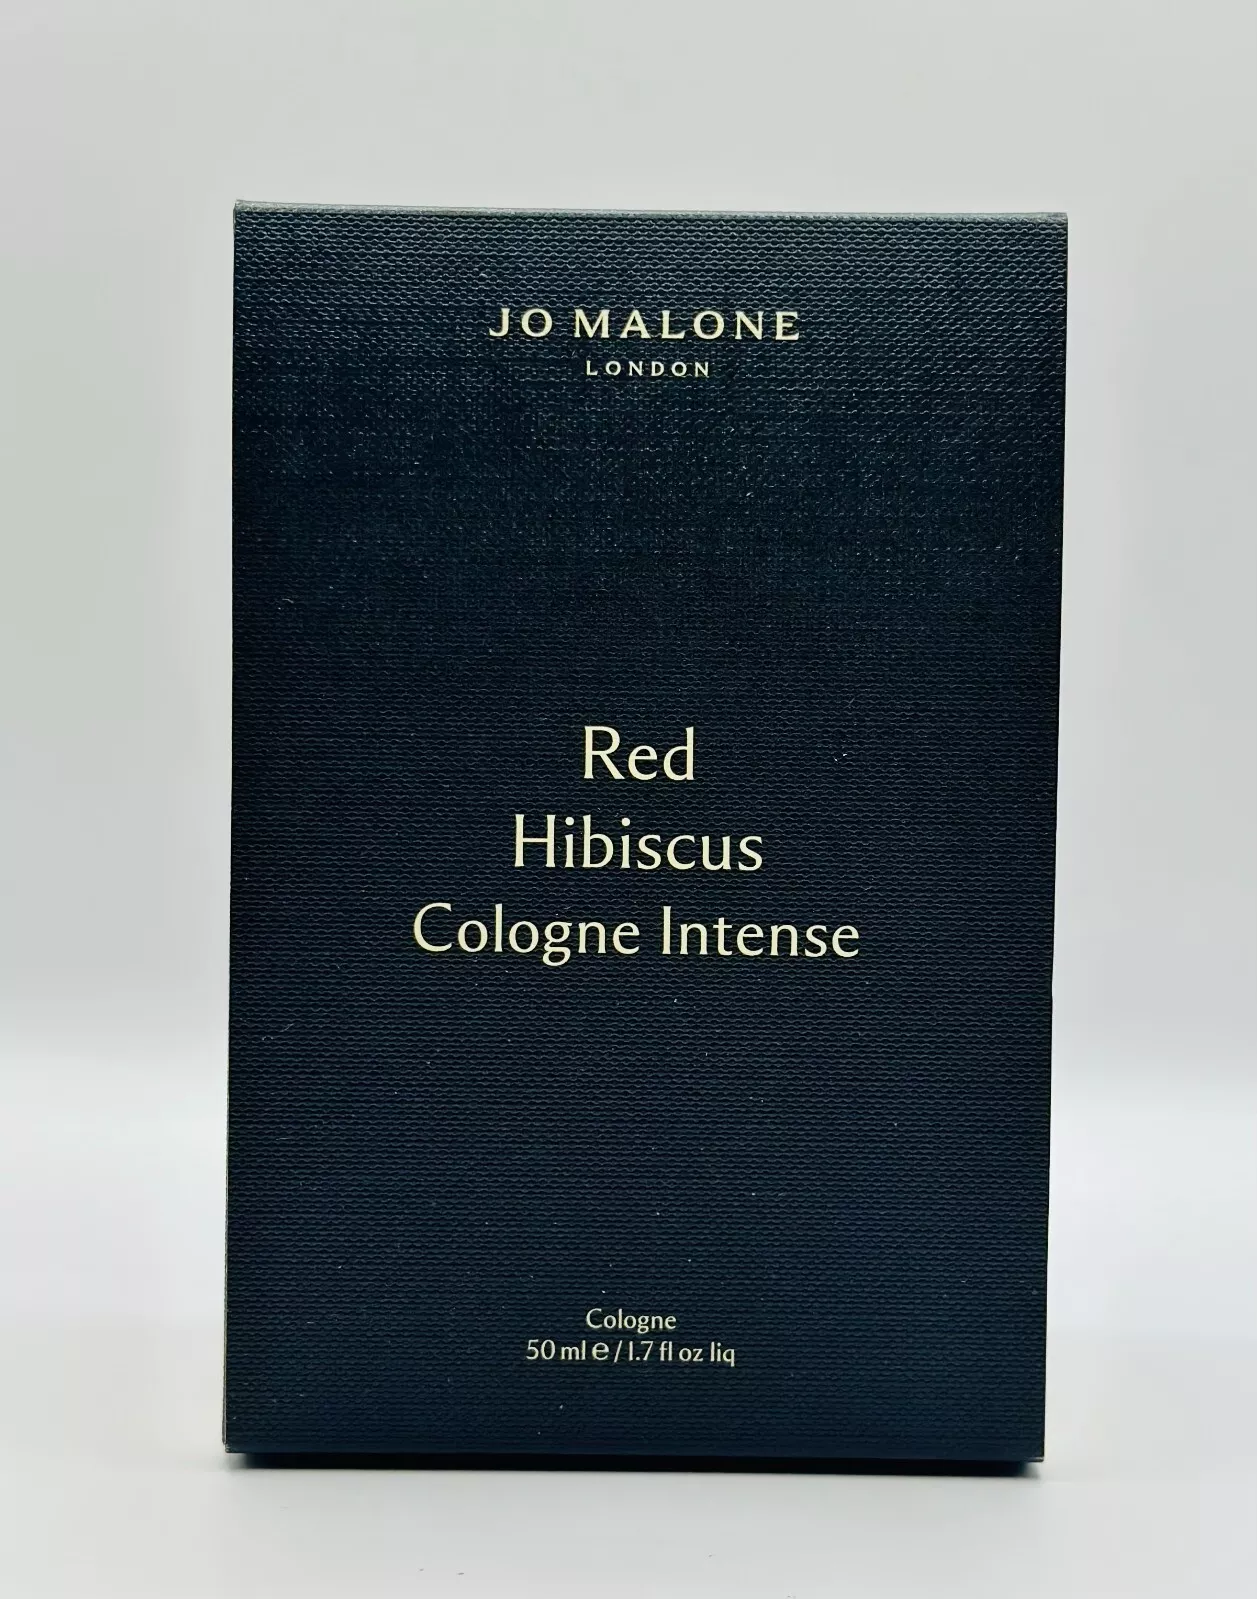 JO MALONE
LONDON
Red
Hibiscus
Cologne Intense
Cologne
50 ml ℮ / 1.7 fl oz liq